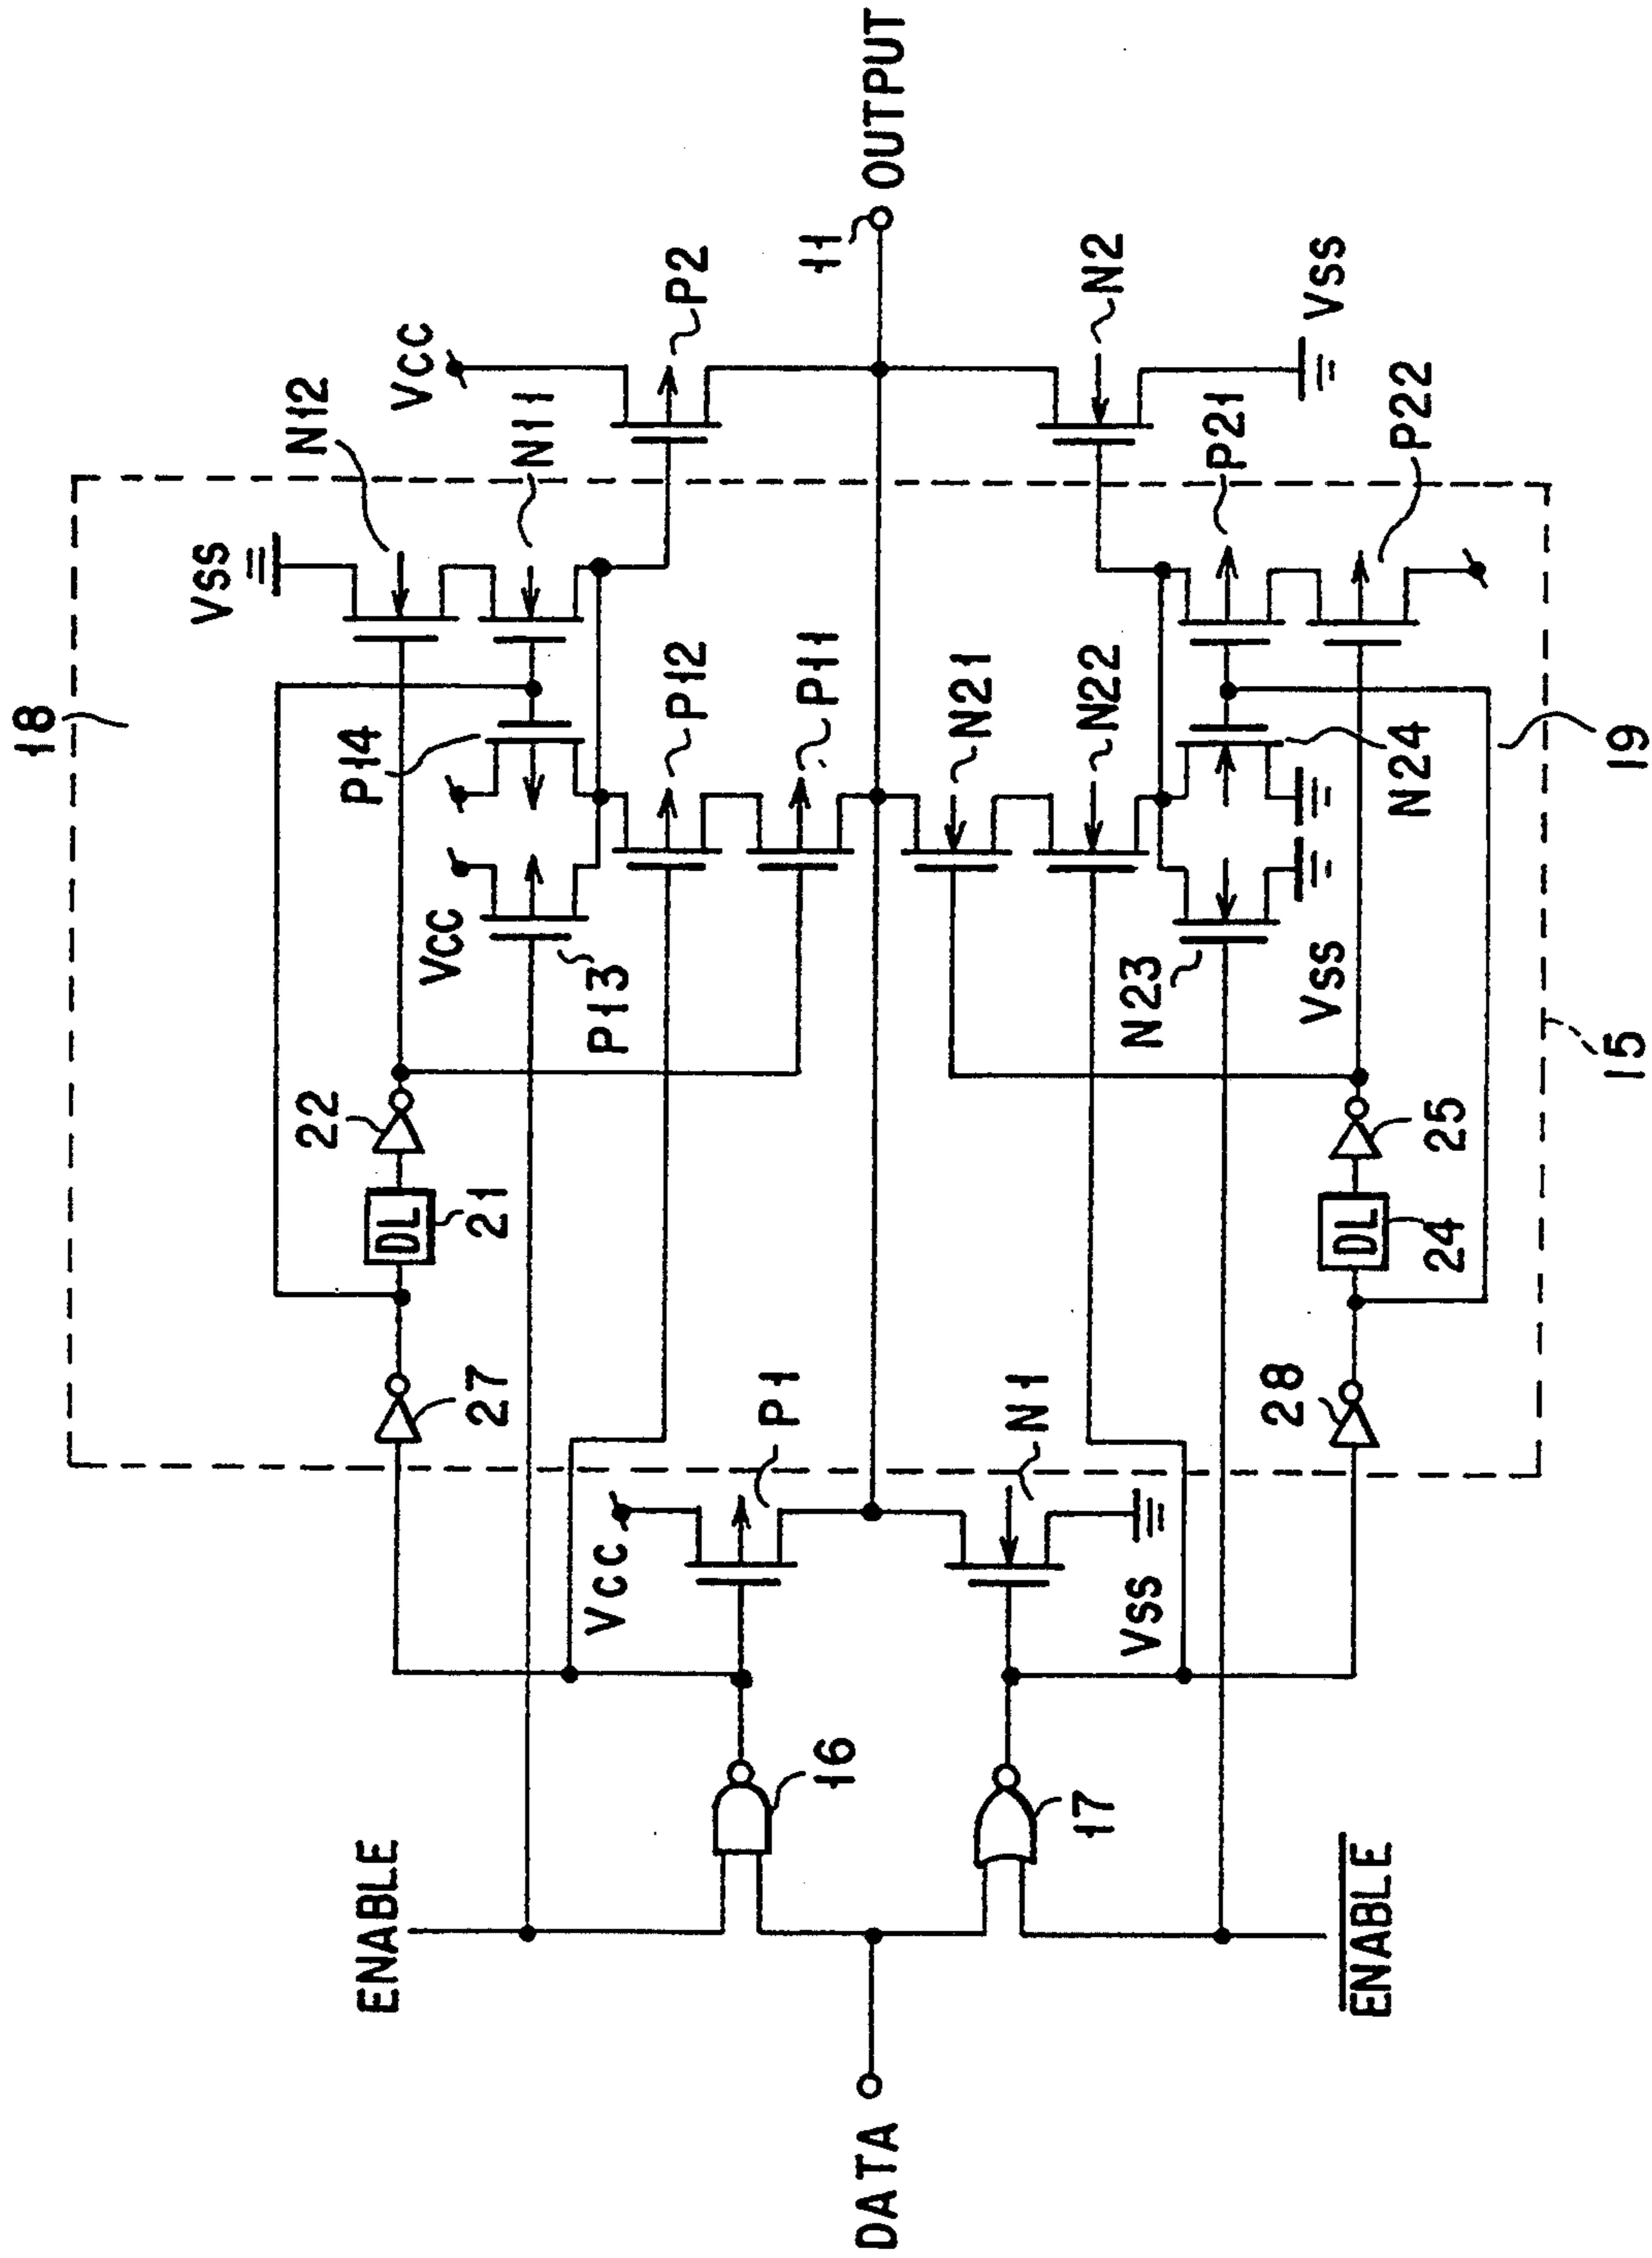 18
Vss
N12
Vcc
N11
P2
P14
P12
Vcc
P13
P11
22
DL
21
27
11
OUTPUT
ENABLE
Vcc
P1
16
DATA
17
N1
Vss
ENABLE
N21
N22
N23
Vss
N24
N2
P21
Vss
P22
28
DL
24
25
19
15